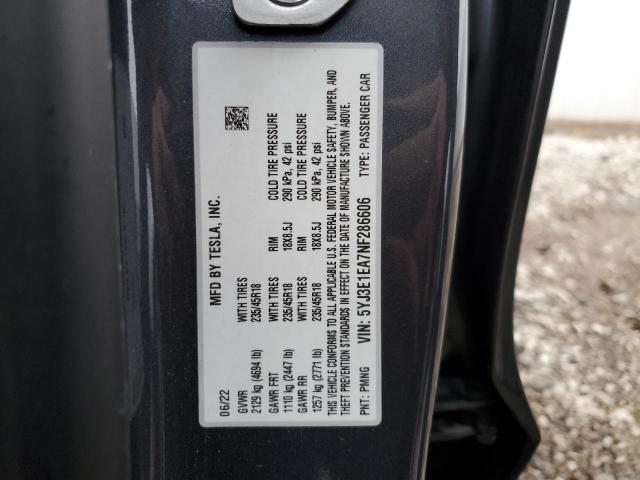 MFD BY TESLA, INC.
06/22
GVWR WITH TIRES RIM COLD TIRE PRESSURE
2129 kg (4694 lb) 235/45R18 18X8.5J 290 kPa, 42 psi
GAWR FRT WITH TIRES RIM COLD TIRE PRESSURE
1110 kg (2447 lb) 235/45R18 18X8.5J 290 kPa, 42 psi
GAWR RR WITH TIRES
1257 kg (2771 lb) 235/45R18 18X8.5J 290 kPa, 42 psi
THIS VEHICLE CONFORMS TO ALL APPLICABLE U.S. FEDERAL MOTOR VEHICLE SAFETY, BUMPER, AND
THEFT PREVENTION STANDARDS IN EFFECT ON THE DATE OF MANUFACTURE SHOWN ABOVE.
VIN: 5YJ3E1EA7NF286606
PNT: PMNG TYPE: PASSENGER CAR